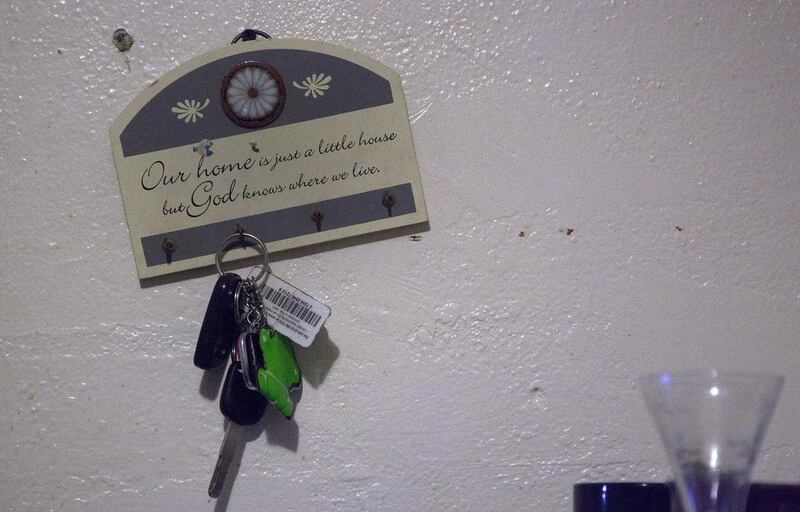 Our home is just a little house
but God knows where we live.